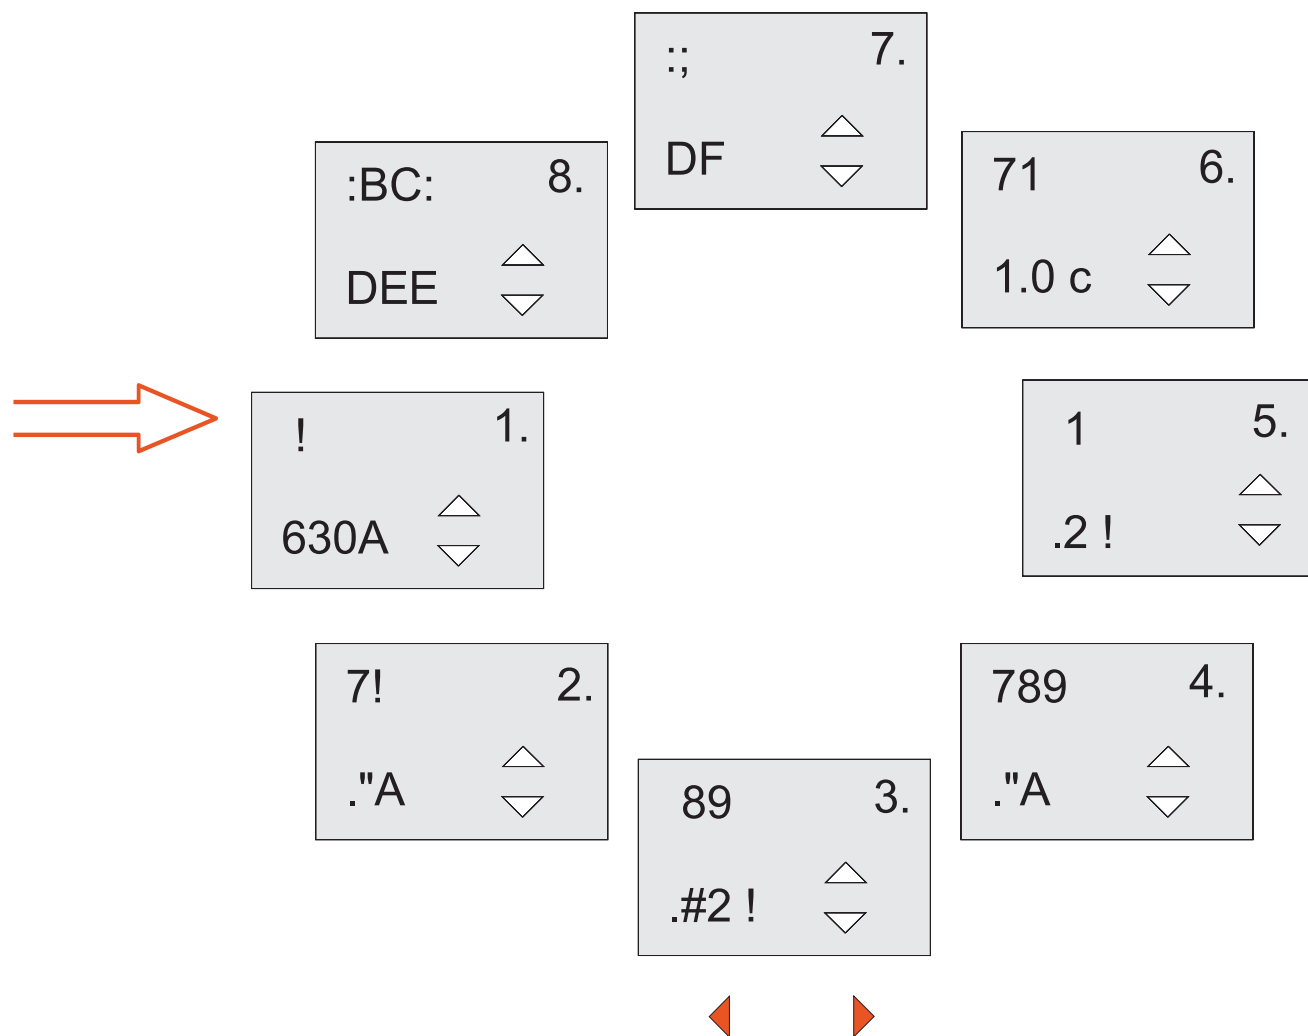 :; 7.
DF
:BC: 8.
DEE
71 6.
1.0 c
! 1.
630A
1 5.
.2 !
7! 2.
."A
789 4.
."A
89 3.
.#2 !